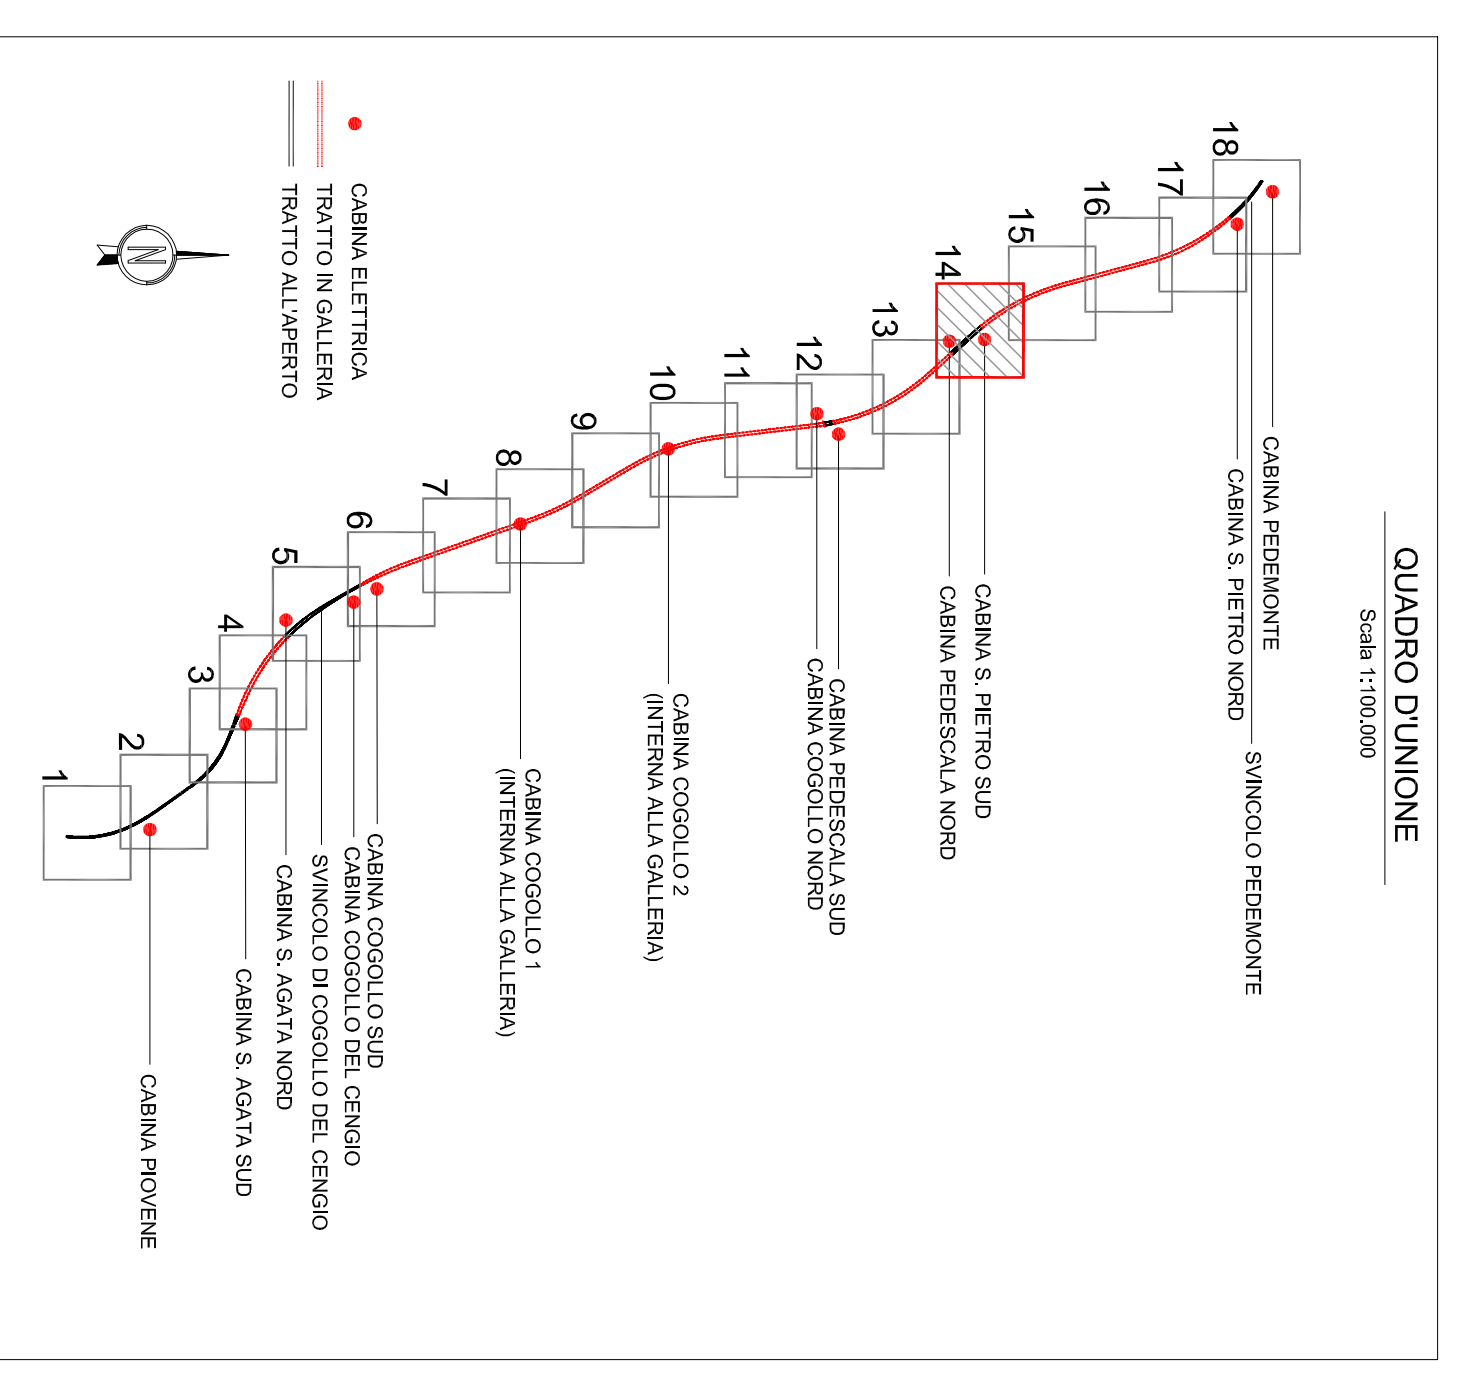 QUADRO D'UNIONE
Scala 1:100.000
18
17
16
15
14
13
12
11
10
9
8
7
6
5
4
3
2
1
CABINA PEDEMONTE
SVINCOLO PEDEMONTE
CABINA S. PIETRO NORD
CABINA S. PIETRO SUD
CABINA PEDESCALA NORD
CABINA PEDESCALA SUD
CABINA COGOLLO NORD
CABINA COGOLLO 2
(INTERNA ALLA GALLERIA)
CABINA COGOLLO 1
(INTERNA ALLA GALLERIA)
CABINA COGOLLO SUD
CABINA COGOLLO DEL CENGIO
SVINCOLO DI COGOLLO DEL CENGIO
CABINA S. AGATA NORD
CABINA S. AGATA SUD
CABINA PIOVENE
CABINA ELETTRICA
TRATTO IN GALLERIA
TRATTO ALL'APERTO
N